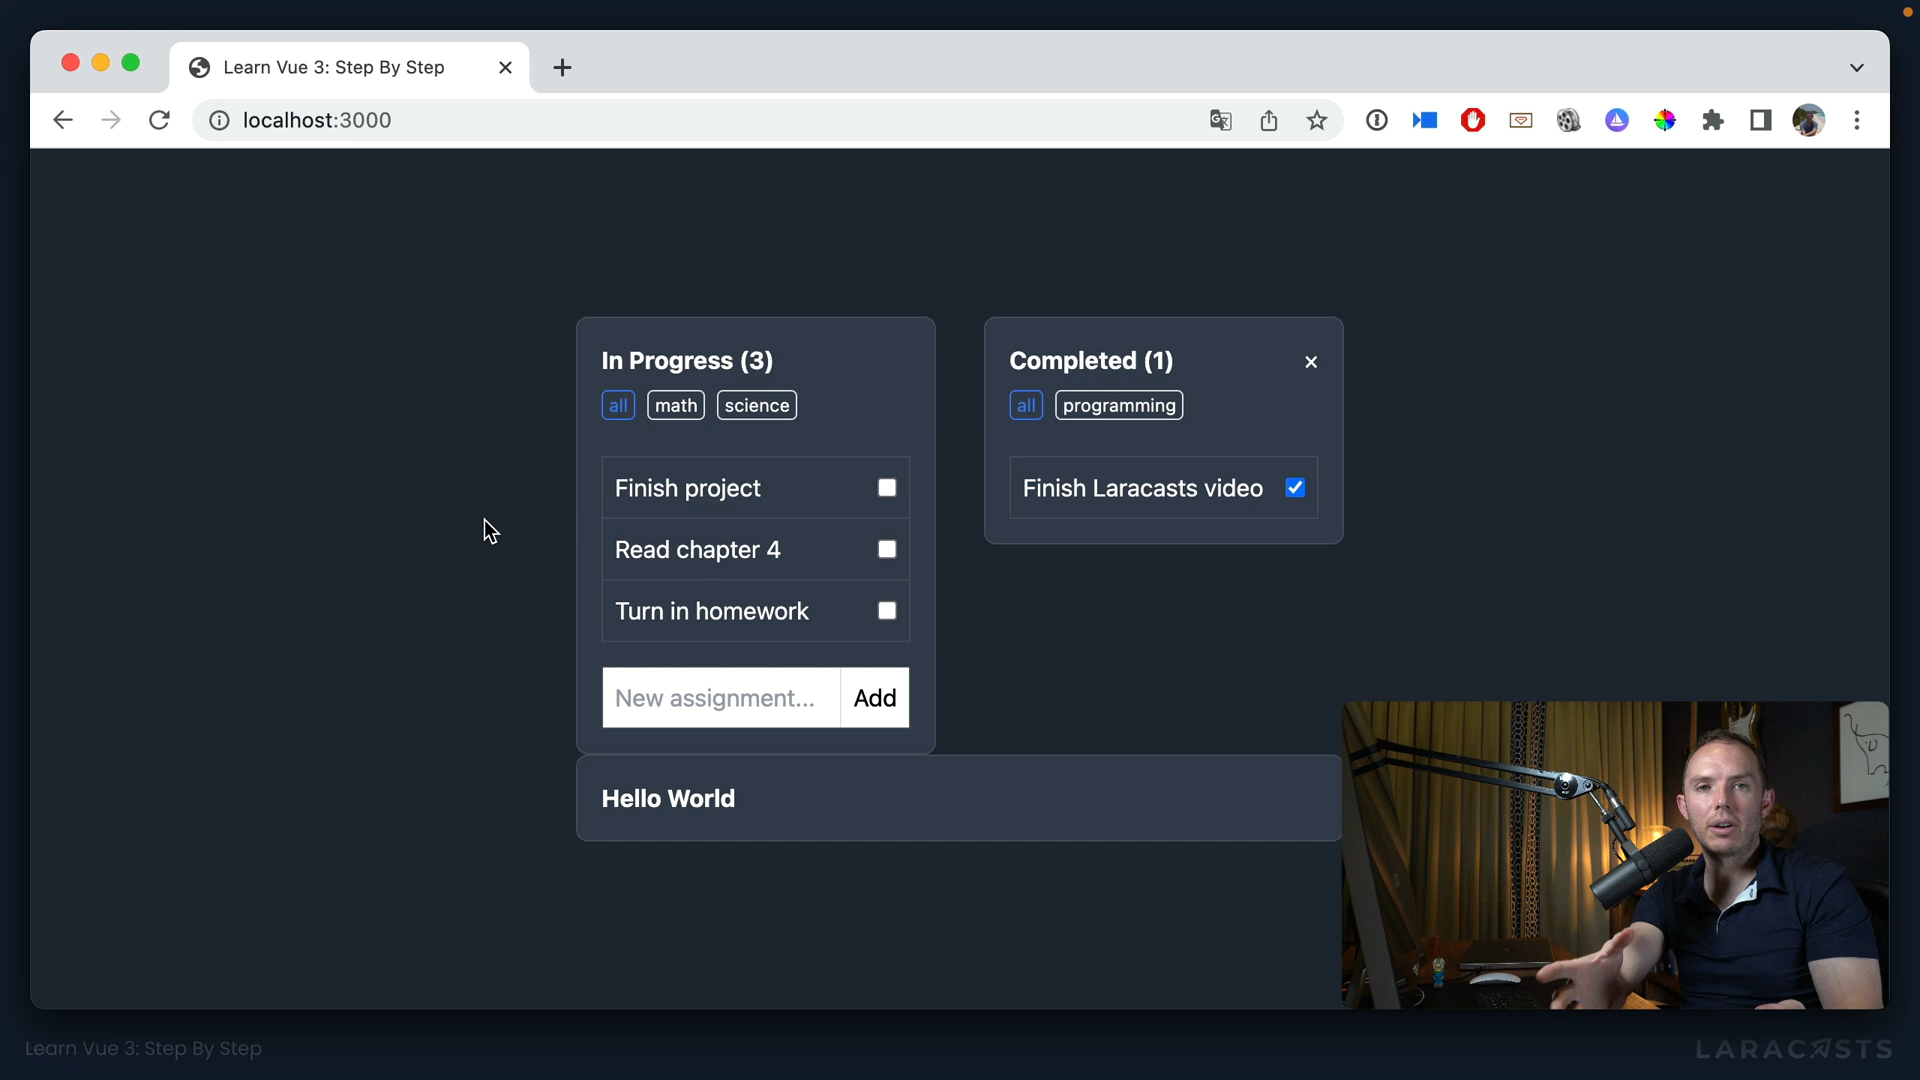 Learn Vue 3: Step By Step
localhost:3000
In Progress (3)
all math science
Finish project
Read chapter 4
Turn in homework
New assignment... Add
Completed (1)
all programming
Finish Laracasts video
Hello World
Learn Vue 3: Step By Step
LARACASTS